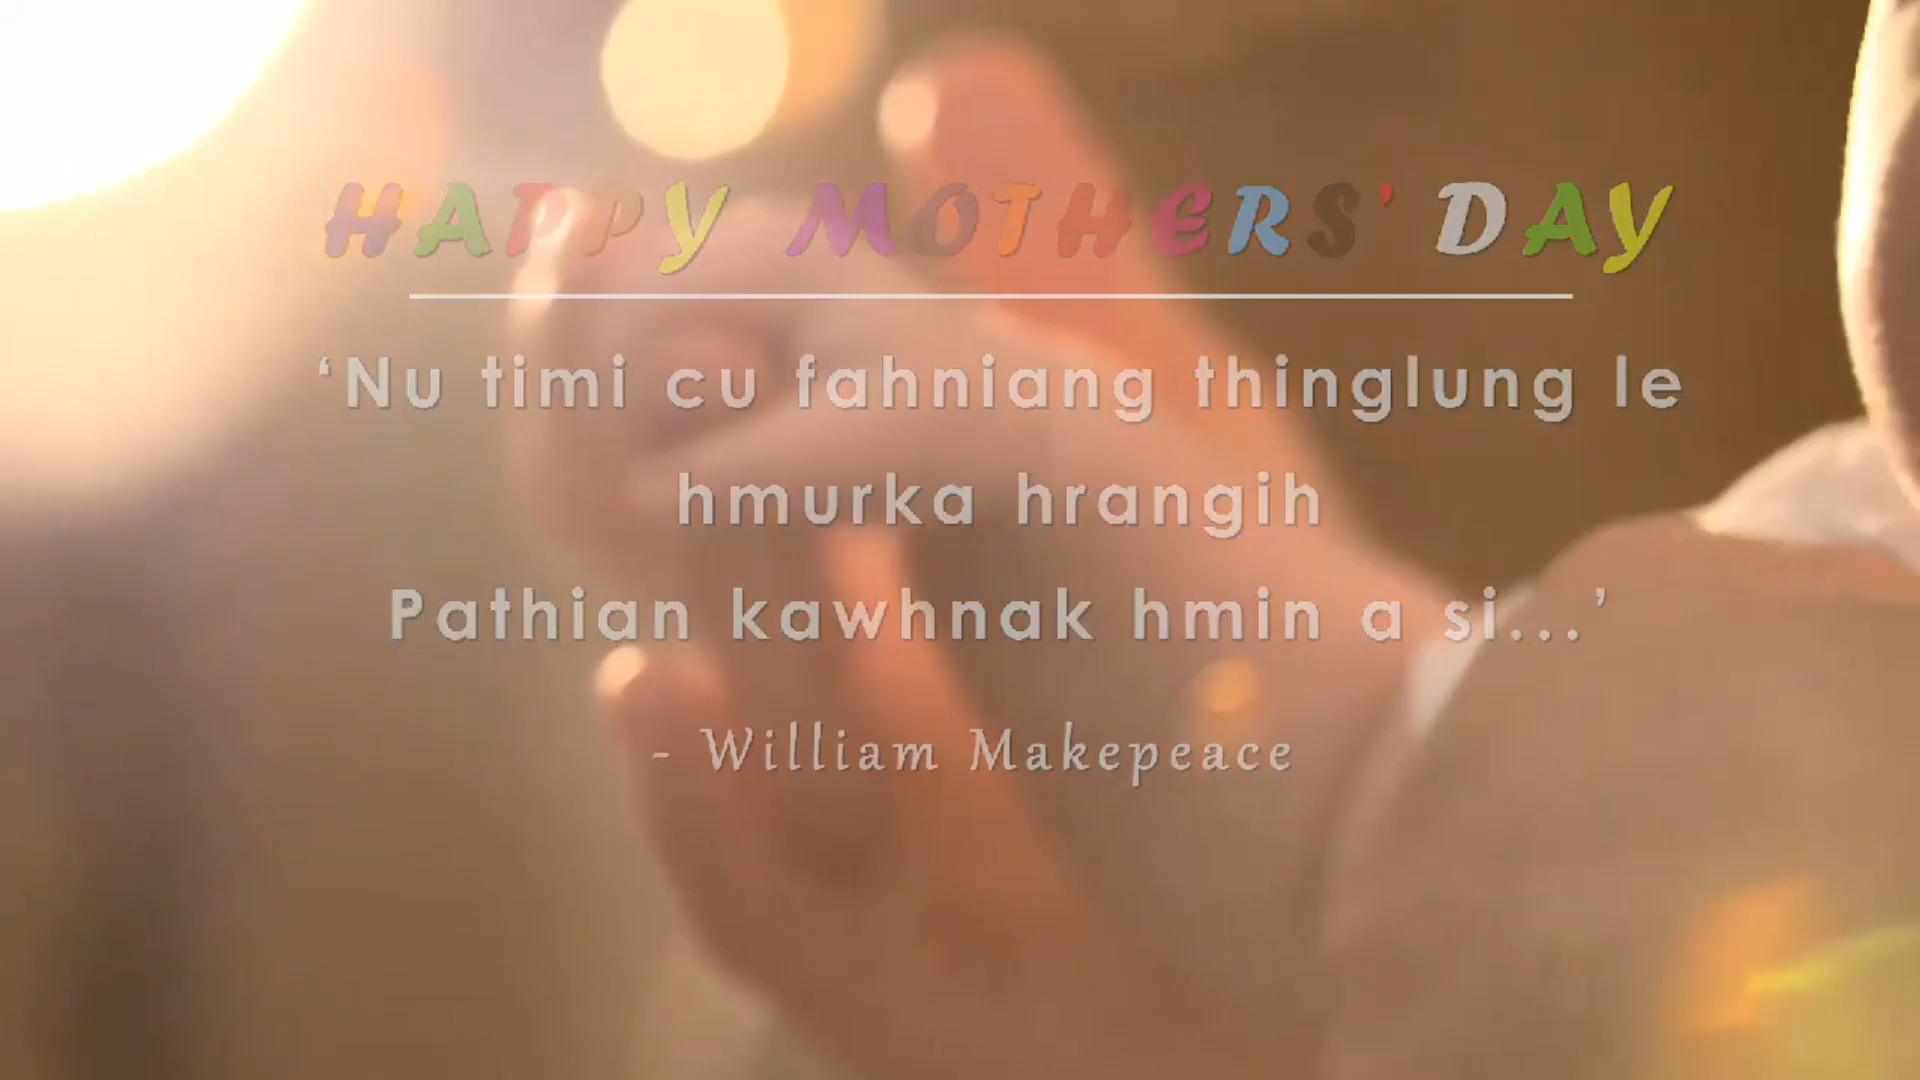 HAPPY MOTHERS' DAY
‘Nu timi cu fahniang thinglung le
hmurka hrangih
Pathian kawhnak hmin a si...’
- William Makepeace